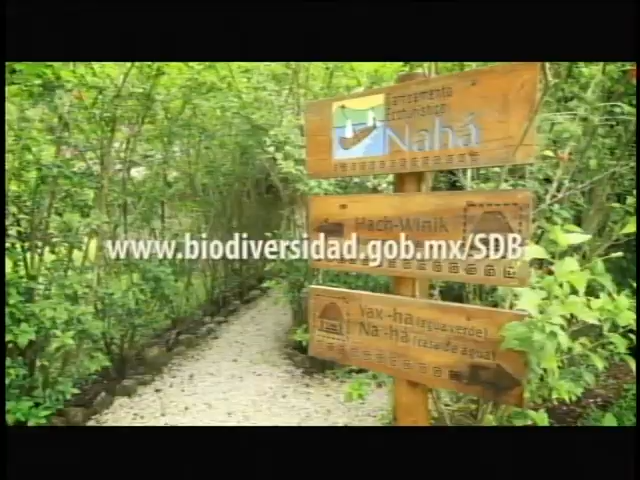 Campamento
Ecoturístico
Nahá
Hach-Winik
www.biodiversidad.gob.mx/SDB
Yax-ha (agua verde)
Na-há (casa de agua)